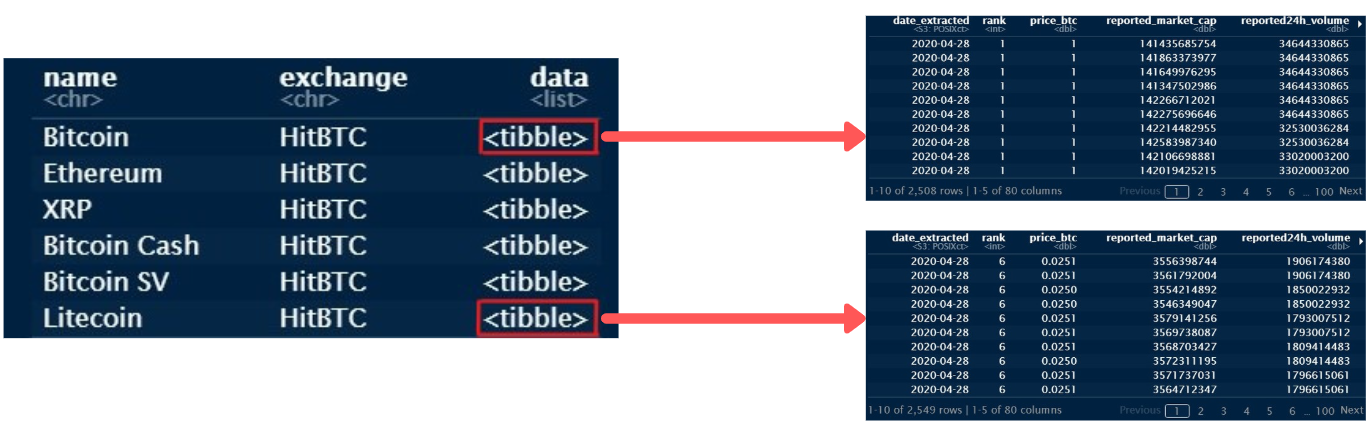 name exchange data
<chr> <chr> <list>
Bitcoin HitBTC <tibble>
Ethereum HitBTC <tibble>
XRP HitBTC <tibble>
Bitcoin Cash HitBTC <tibble>
Bitcoin SV HitBTC <tibble>
Litecoin HitBTC <tibble>
date_extracted rank price_btc reported_market_cap reported24h_volume
<S3: POSIXct> <int> <dbl> <dbl> <dbl>
2020-04-28 1 1 141435685754 34644330865
2020-04-28 1 1 141863373977 34644330865
2020-04-28 1 1 141649976295 34644330865
2020-04-28 1 1 141347502986 34644330865
2020-04-28 1 1 142266712021 34644330865
2020-04-28 1 1 142275696646 34644330865
2020-04-28 1 1 142214482955 32530036284
2020-04-28 1 1 142583987340 32530036284
2020-04-28 1 1 142106698881 33020003200
2020-04-28 1 1 142019425215 33020003200
1-10 of 2,508 rows | 1-5 of 80 columns Previous 1 2 3 4 5 6 ... 100 Next
date_extracted rank price_btc reported_market_cap reported24h_volume
<S3: POSIXct> <int> <dbl> <dbl> <dbl>
2020-04-28 6 0.0251 3556398744 1906174380
2020-04-28 6 0.0251 3561792004 1906174380
2020-04-28 6 0.0250 3554214892 1850022932
2020-04-28 6 0.0250 3546349047 1850022932
2020-04-28 6 0.0251 3579141256 1793007512
2020-04-28 6 0.0251 3569738087 1793007512
2020-04-28 6 0.0251 3568703427 1809414483
2020-04-28 6 0.0250 3572311195 1809414483
2020-04-28 6 0.0251 3571737031 1796615061
2020-04-28 6 0.0251 3564712347 1796615061
1-10 of 2,549 rows | 1-5 of 80 columns Previous 1 2 3 4 5 6 ... 100 Next